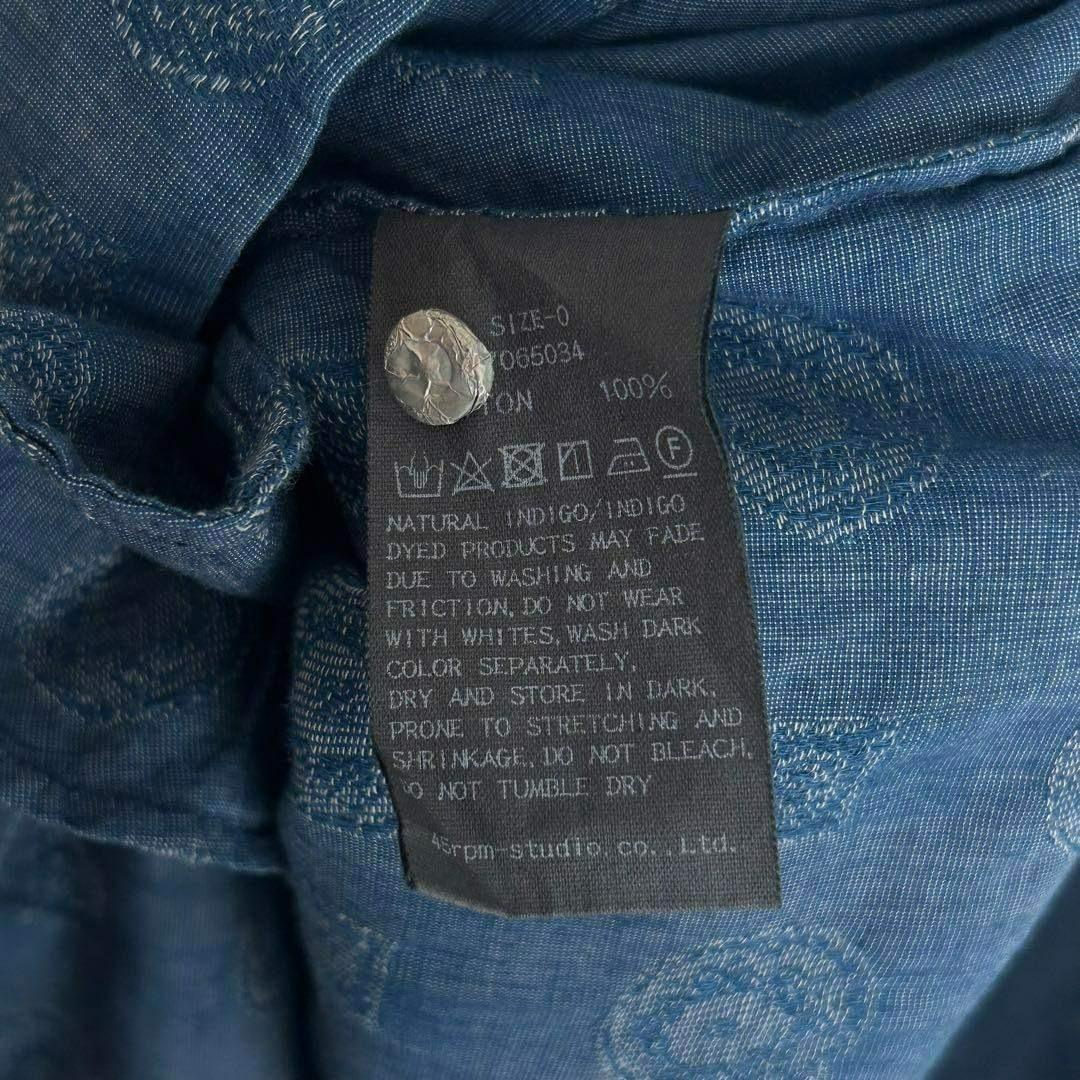 SIZE-0
7065034
TON 100%
F
NATURAL INDIGO/INDIGO
DYED PRODUCTS MAY FADE
DUE TO WASHING AND
FRICTION, DO NOT WEAR
WITH WHITES, WASH DARK
COLOR SEPARATELY,
DRY AND STORE IN DARK,
PRONE TO STRETCHING AND
SHRINKAGE, DO NOT BLEACH,
DO NOT TUMBLE DRY
45rpm-studio.co.,Ltd.